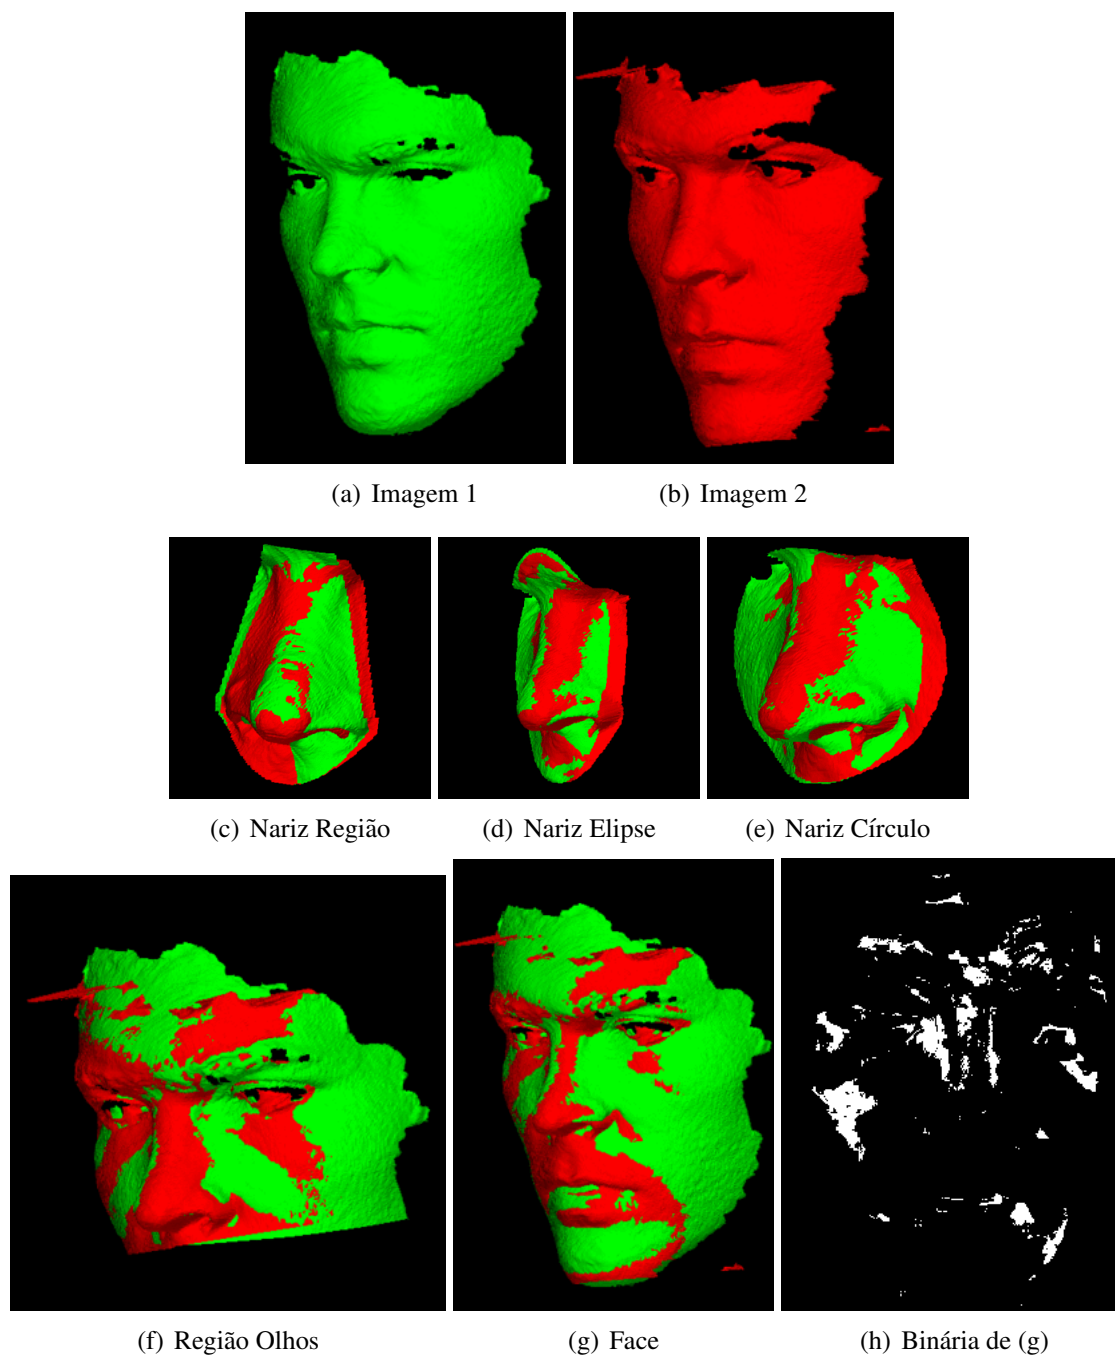 (a) Imagem 1
(b) Imagem 2
(c) Nariz Região
(d) Nariz Elipse
(e) Nariz Círculo
(f) Região Olhos
(g) Face
(h) Binária de (g)